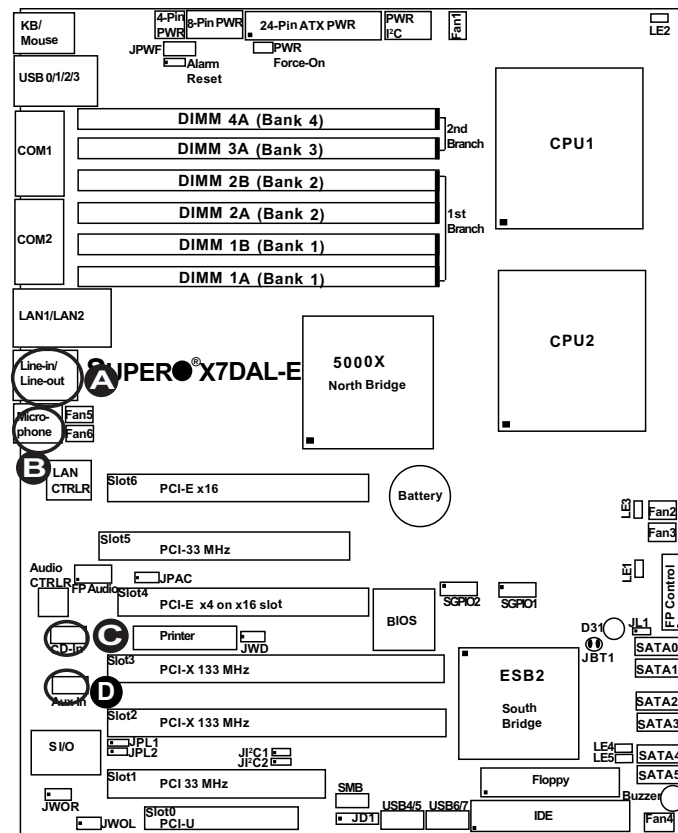 KB/
Mouse
4-Pin
PWR
8-Pin PWR
24-Pin ATX PWR
PWR
I²C
Fan1
LE2
JPWF
Alarm
Reset
PWR
Force-On
USB 0/1/2/3
DIMM 4A (Bank 4)
DIMM 3A (Bank 3)
2nd
Branch
DIMM 2B (Bank 2)
DIMM 2A (Bank 2)
DIMM 1B (Bank 1)
DIMM 1A (Bank 1)
1st
Branch
COM1
COM2
CPU1
LAN1/LAN2
CPU2
Line-in/
Line-out
A
SUPER®X7DAL-E
5000X
North Bridge
Micro-
phone
Fan5
Fan6
B
LAN
CTRLR
Slot6
PCI-E x16
Battery
LE3
Fan2
Fan3
Slot5
PCI-33 MHz
Audio
CTRLR
FP Audio
JPAC
LE1
FP Control
Slot4
PCI-E x4 on x16 slot
BIOS
SGPIO2
SGPIO1
CD-In
C
Printer
JWD
D31
JL1
JBT1
SATA0
SATA1
SATA2
SATA3
SATA4
SATA5
Slot3
PCI-X 133 MHz
ESB2
South
Bridge
Aux-In
D
Slot2
PCI-X 133 MHz
S I/O
JPL1
JPL2
JI²C1
JI²C2
LE4
LE5
Slot1
PCI 33 MHz
Floppy
Buzzer
JWOR
SMB
USB4/5
USB6/7
IDE
Fan4
JWOL
Slot0
PCI-U
JD1